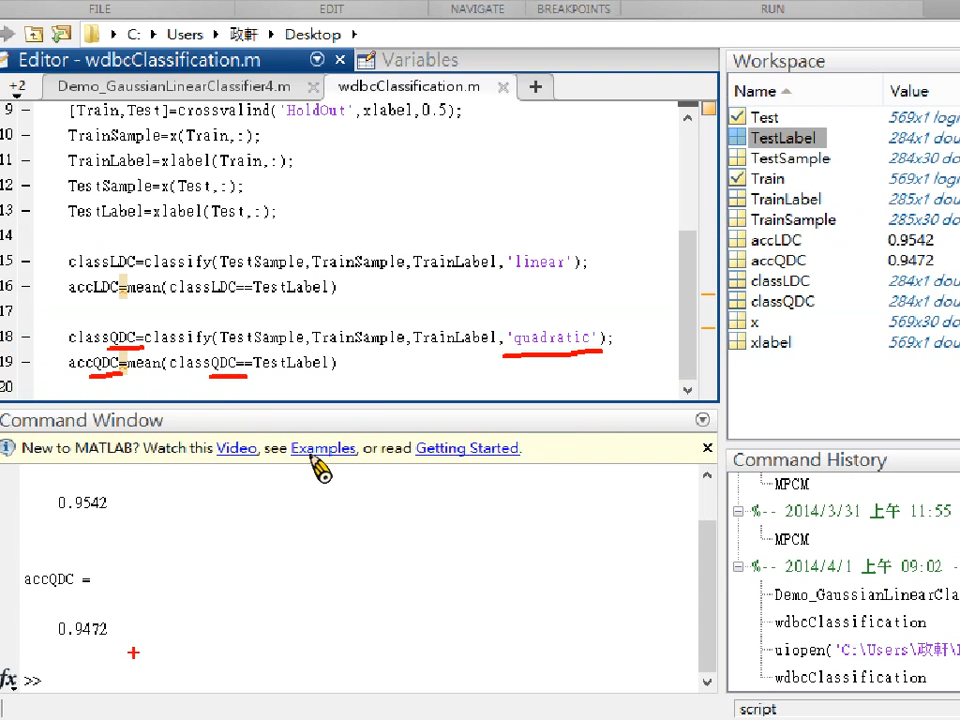 FILE EDIT NAVIGATE BREAKPOINTS RUN
C: Users 政軒 Desktop
Editor - wdbcClassification.m
Variables
+2 Demo_GaussianLinearClassifier4.m wdbcClassification.m
9 [Train,Test]=crossvalind('HoldOut',xlabel,0.5);
10 TrainSample=x(Train,:);
11 TrainLabel=xlabel(Train,:);
12 TestSample=x(Test,:);
13 TestLabel=xlabel(Test,:);
14
15 classLDC=classify(TestSample,TrainSample,TrainLabel,'linear');
16 accLDC=mean(classLDC==TestLabel)
17
18 classQDC=classify(TestSample,TrainSample,TrainLabel,'quadratic');
19 accQDC=mean(classQDC==TestLabel)
20
Command Window
New to MATLAB? Watch this Video, see Examples, or read Getting Started.
0.9542
accQDC =
0.9472
fx >>
Workspace
Name Value
Test 569x1 logi
TestLabel 284x1 dou
TestSample 284x30 do
Train 569x1 logi
TrainLabel 285x1 dou
TrainSample 285x30 do
accLDC 0.9542
accQDC 0.9472
classLDC 284x1 dou
classQDC 284x1 dou
x 569x30 do
xlabel 569x1 dou
Command History
MPCM
%-- 2014/3/31 上午 11:55
MPCM
%-- 2014/4/1 上午 09:02 -
Demo_GaussianLinearCla
wdbcClassification
uiopen('C:\Users\政軒\
wdbcClassification
script